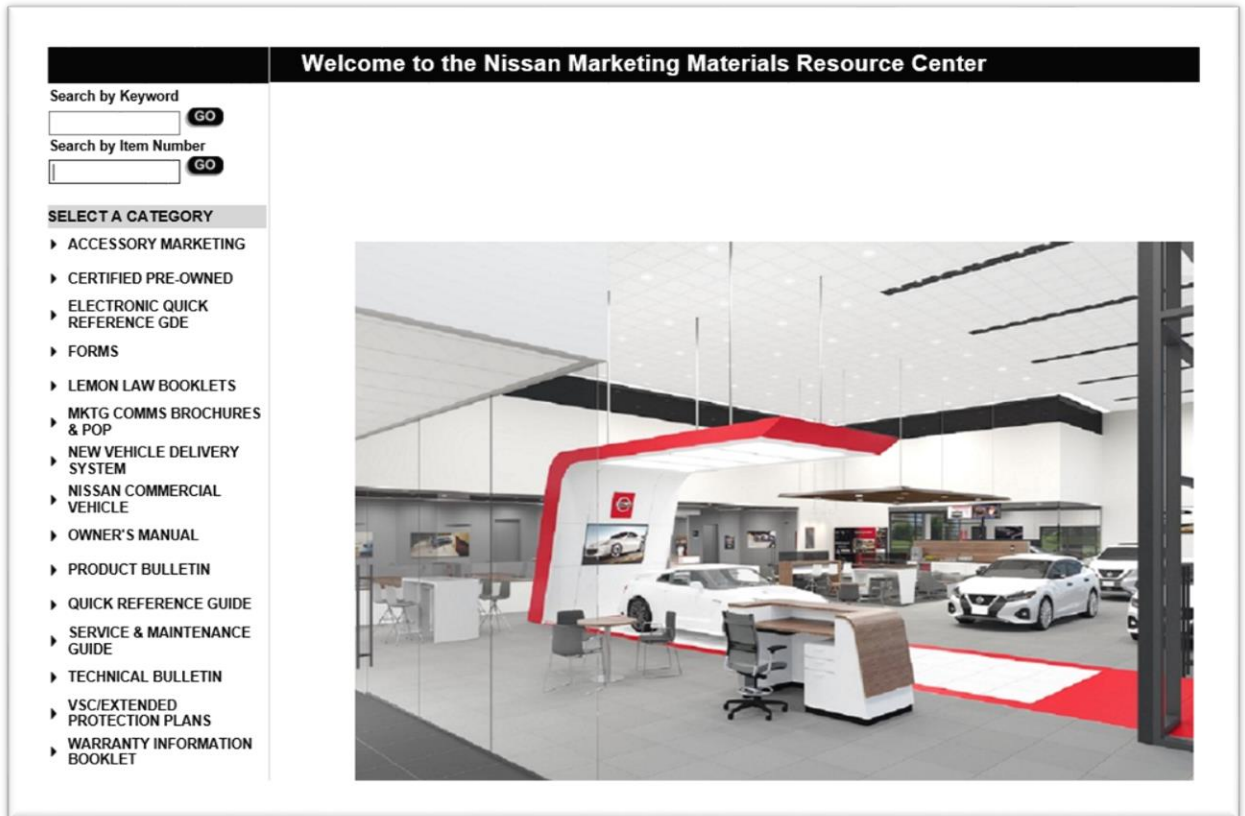 Welcome to the Nissan Marketing Materials Resource Center
Search by Keyword
GO
Search by Item Number
GO
SELECT A CATEGORY
ACCESSORY MARKETING
CERTIFIED PRE-OWNED
ELECTRONIC QUICK
REFERENCE GDE
FORMS
LEMON LAW BOOKLETS
MKTG COMMS BROCHURES
& POP
NEW VEHICLE DELIVERY
SYSTEM
NISSAN COMMERCIAL
VEHICLE
OWNER'S MANUAL
PRODUCT BULLETIN
QUICK REFERENCE GUIDE
SERVICE & MAINTENANCE
GUIDE
TECHNICAL BULLETIN
VSC/EXTENDED
PROTECTION PLANS
WARRANTY INFORMATION
BOOKLET